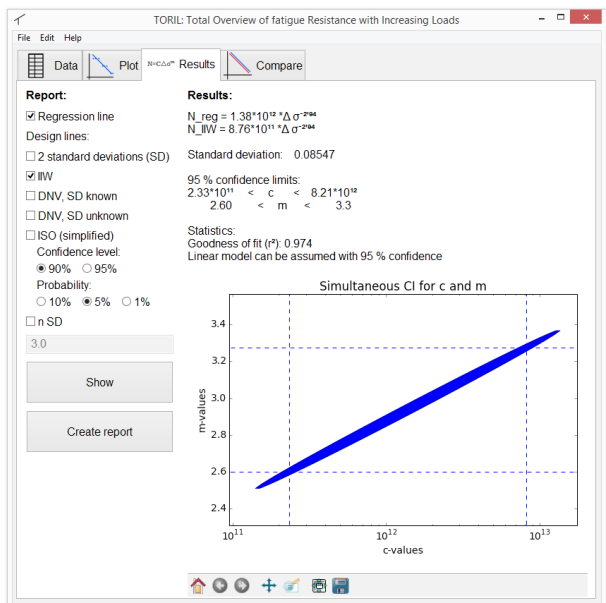 TORIL: Total Overview of fatigue Resistance with Increasing Loads
File Edit Help
Data Plot N=CΔσᵐ Results Compare
Report:
☑ Regression line
Design lines:
☐ 2 standard deviations (SD)
☑ IIW
☐ DNV, SD known
☐ DNV, SD unknown
☐ ISO (simplified)
Confidence level:
◉ 90% ○ 95%
Probability:
○ 10% ◉ 5% ○ 1%
☐ n SD
3.0
Show
Create report
Results:
N_reg = 1.38*10¹² *Δ σ⁻²'⁹⁴
N_IIW = 8.76*10¹¹ *Δ σ⁻²'⁹⁴
Standard deviation: 0.08547
95 % confidence limits:
2.33*10¹¹ < c < 8.21*10¹²
2.60 < m < 3.3
Statistics:
Goodness of fit (r²): 0.974
Linear model can be assumed with 95 % confidence
Simultaneous CI for c and m
m-values
3.4
3.2
3.0
2.8
2.6
2.4
10¹¹ 10¹² 10¹³
c-values